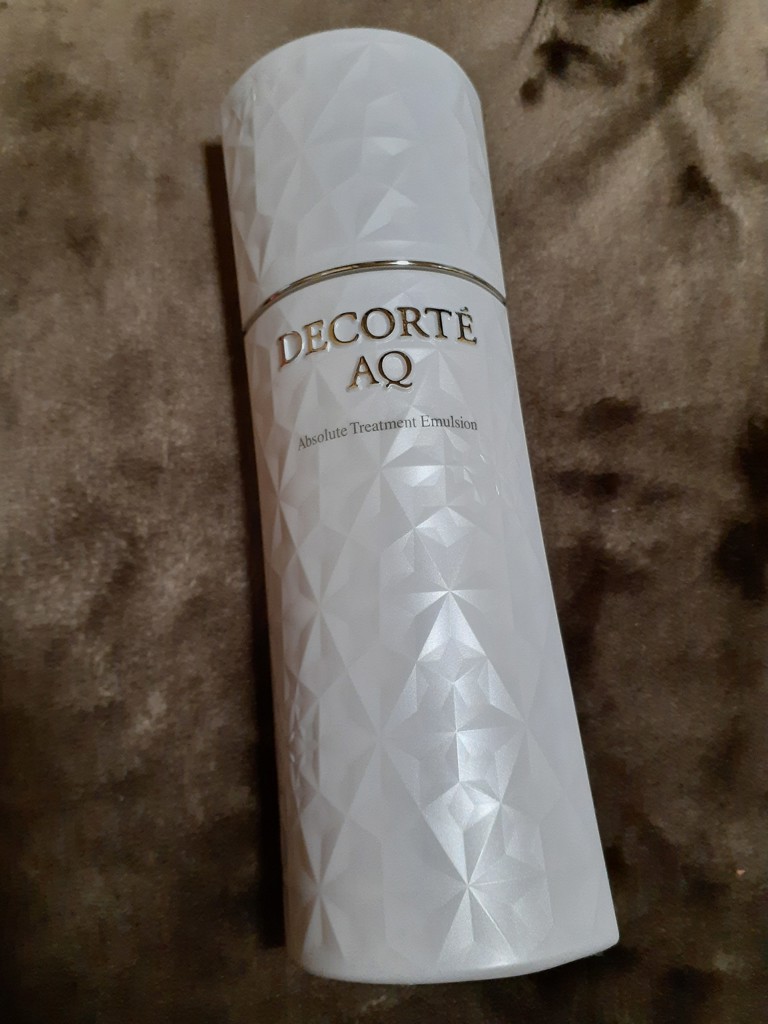 DECORTÉ
AQ
Absolute Treatment Emulsion